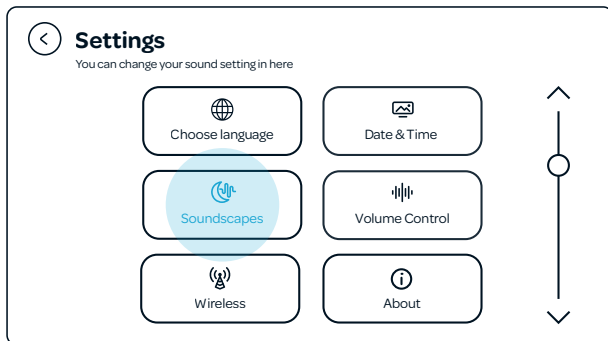 Settings
You can change your sound setting in here
Choose language
Date & Time
Soundscapes
Volume Control
Wireless
About